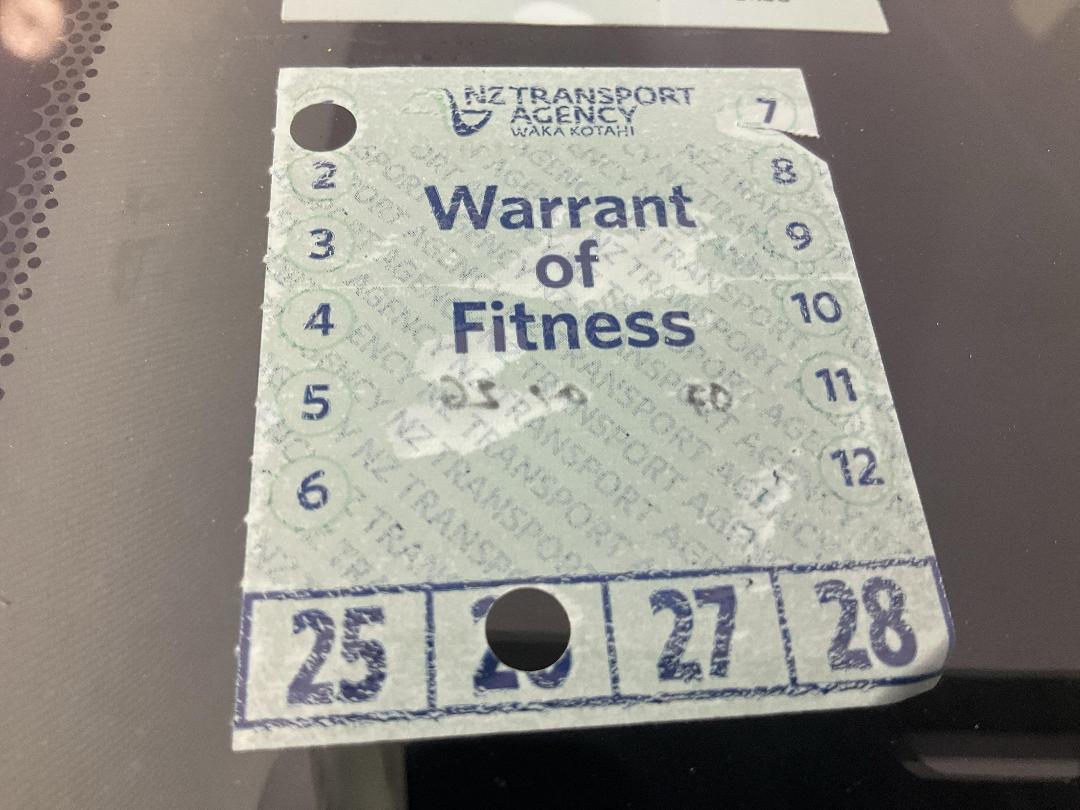 NZ TRANSPORT
AGENCY
WAKA KOTAHI
7
2
8
Warrant
3
9
of
4
10
Fitness
5
11
6
12
25
27
28